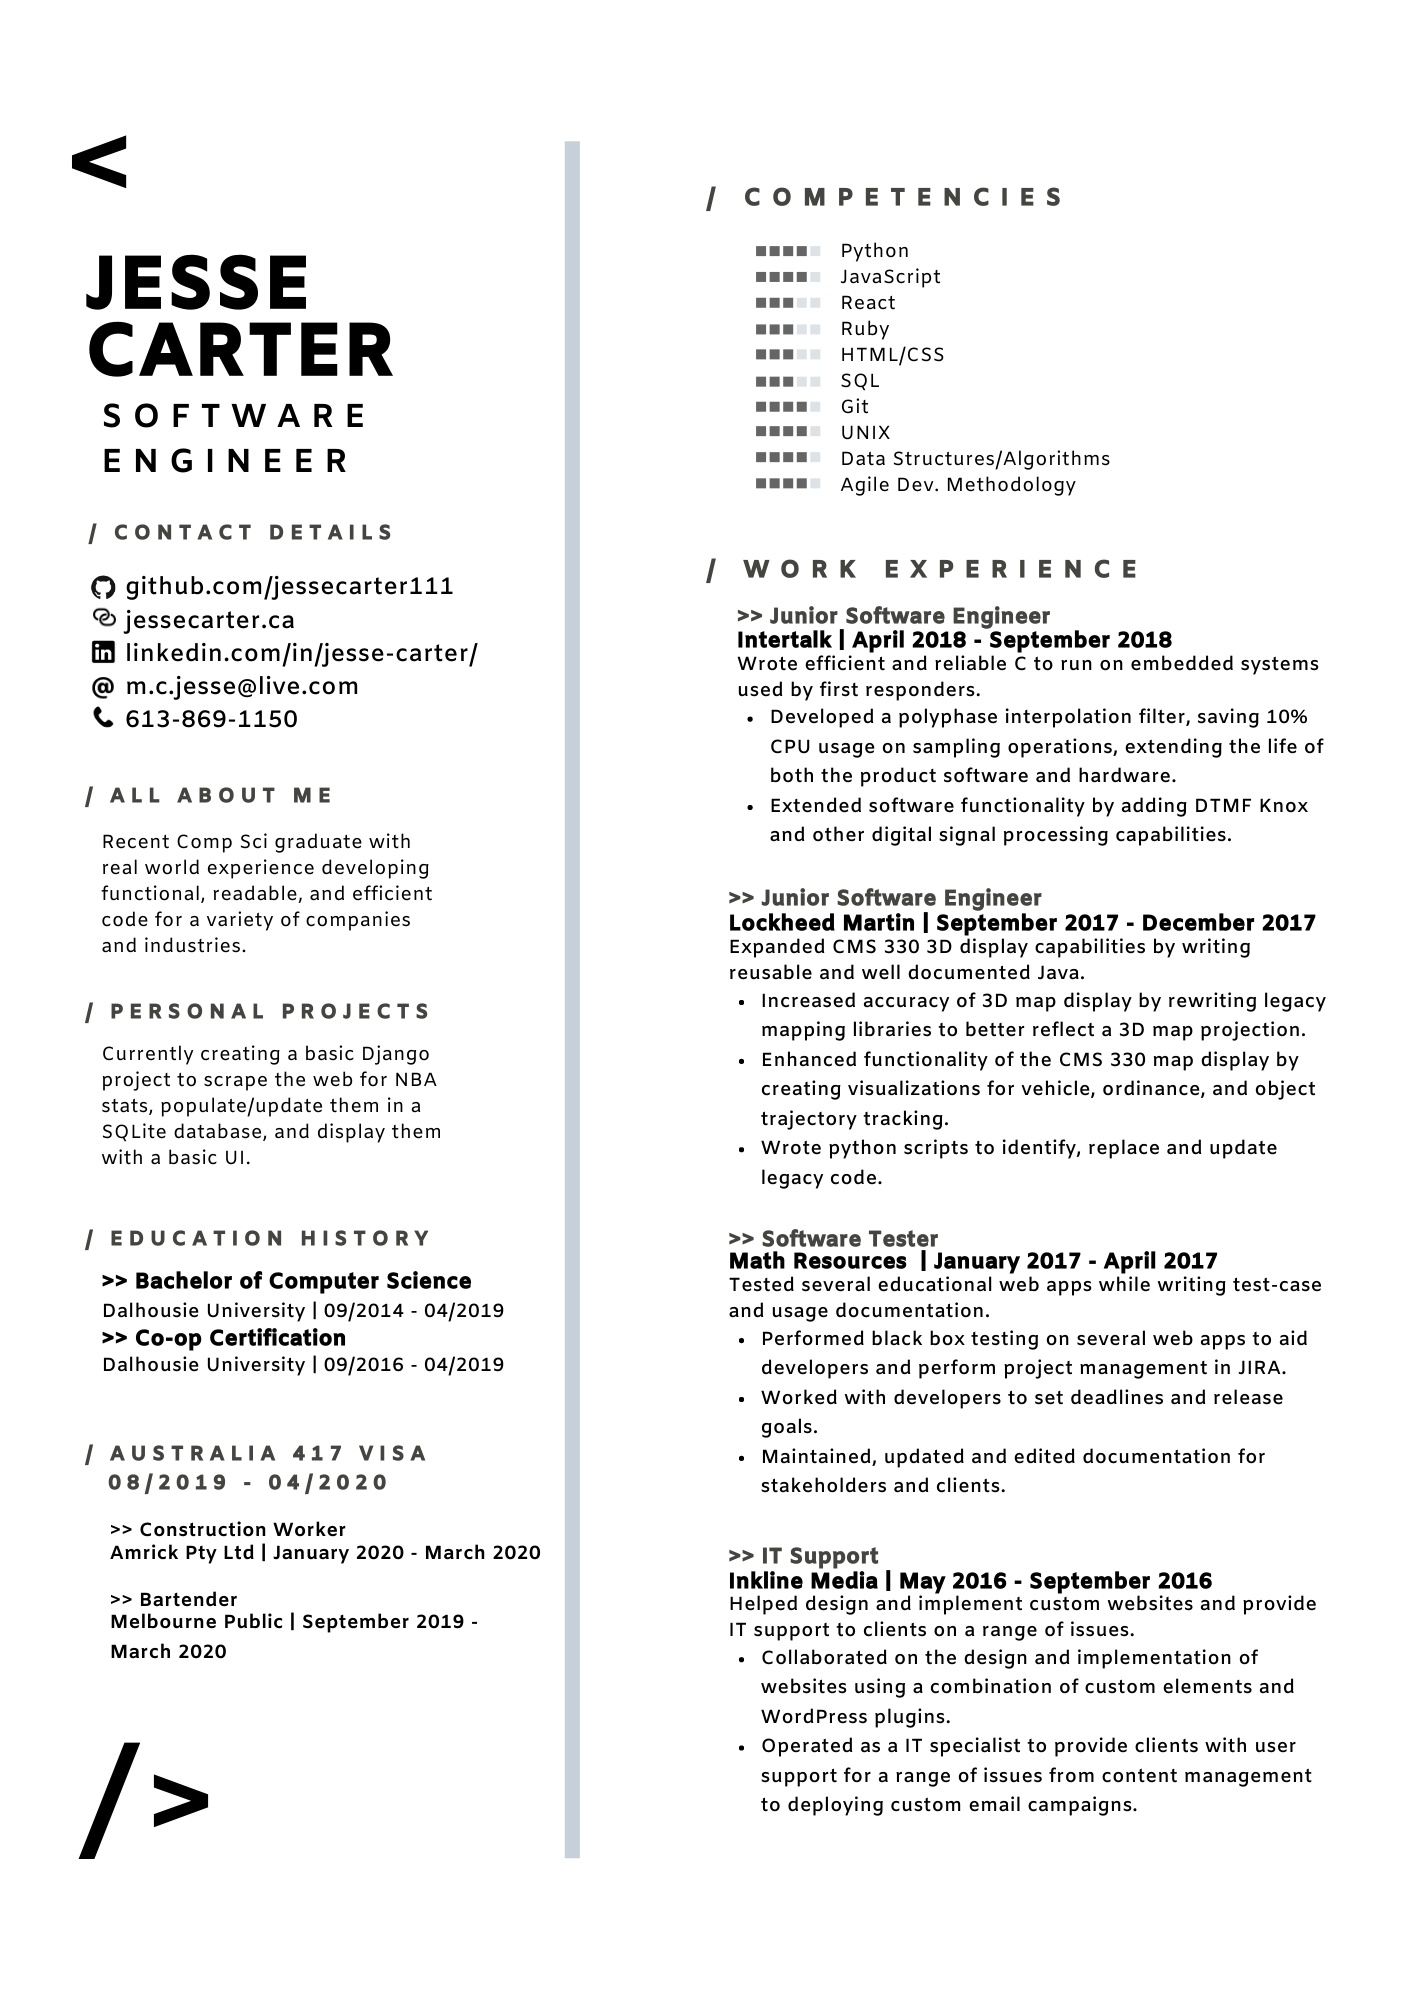 <
JESSE
CARTER
SOFTWARE
ENGINEER
/ CONTACT DETAILS
github.com/jessecarter111
jessecarter.ca
linkedin.com/in/jesse-carter/
m.c.jesse@live.com
613-869-1150
/ ALL ABOUT ME
Recent Comp Sci graduate with
real world experience developing
functional, readable, and efficient
code for a variety of companies
and industries.
/ PERSONAL PROJECTS
Currently creating a basic Django
project to scrape the web for NBA
stats, populate/update them in a
SQLite database, and display them
with a basic UI.
/ EDUCATION HISTORY
>> Bachelor of Computer Science
Dalhousie University | 09/2014 - 04/2019
>> Co-op Certification
Dalhousie University | 09/2016 - 04/2019
/ AUSTRALIA 417 VISA
08/2019 - 04/2020
>> Construction Worker
Amrick Pty Ltd | January 2020 - March 2020
>> Bartender
Melbourne Public | September 2019 -
March 2020
/>
/ COMPETENCIES
Python
JavaScript
React
Ruby
HTML/CSS
SQL
Git
UNIX
Data Structures/Algorithms
Agile Dev. Methodology
/ WORK EXPERIENCE
>> Junior Software Engineer
Intertalk | April 2018 - September 2018
Wrote efficient and reliable C to run on embedded systems
used by first responders.
• Developed a polyphase interpolation filter, saving 10%
CPU usage on sampling operations, extending the life of
both the product software and hardware.
• Extended software functionality by adding DTMF Knox
and other digital signal processing capabilities.
>> Junior Software Engineer
Lockheed Martin | September 2017 - December 2017
Expanded CMS 330 3D display capabilities by writing
reusable and well documented Java.
• Increased accuracy of 3D map display by rewriting legacy
mapping libraries to better reflect a 3D map projection.
• Enhanced functionality of the CMS 330 map display by
creating visualizations for vehicle, ordinance, and object
trajectory tracking.
• Wrote python scripts to identify, replace and update
legacy code.
>> Software Tester
Math Resources | January 2017 - April 2017
Tested several educational web apps while writing test-case
and usage documentation.
• Performed black box testing on several web apps to aid
developers and perform project management in JIRA.
• Worked with developers to set deadlines and release
goals.
• Maintained, updated and edited documentation for
stakeholders and clients.
>> IT Support
Inkline Media | May 2016 - September 2016
Helped design and implement custom websites and provide
IT support to clients on a range of issues.
• Collaborated on the design and implementation of
websites using a combination of custom elements and
WordPress plugins.
• Operated as a IT specialist to provide clients with user
support for a range of issues from content management
to deploying custom email campaigns.